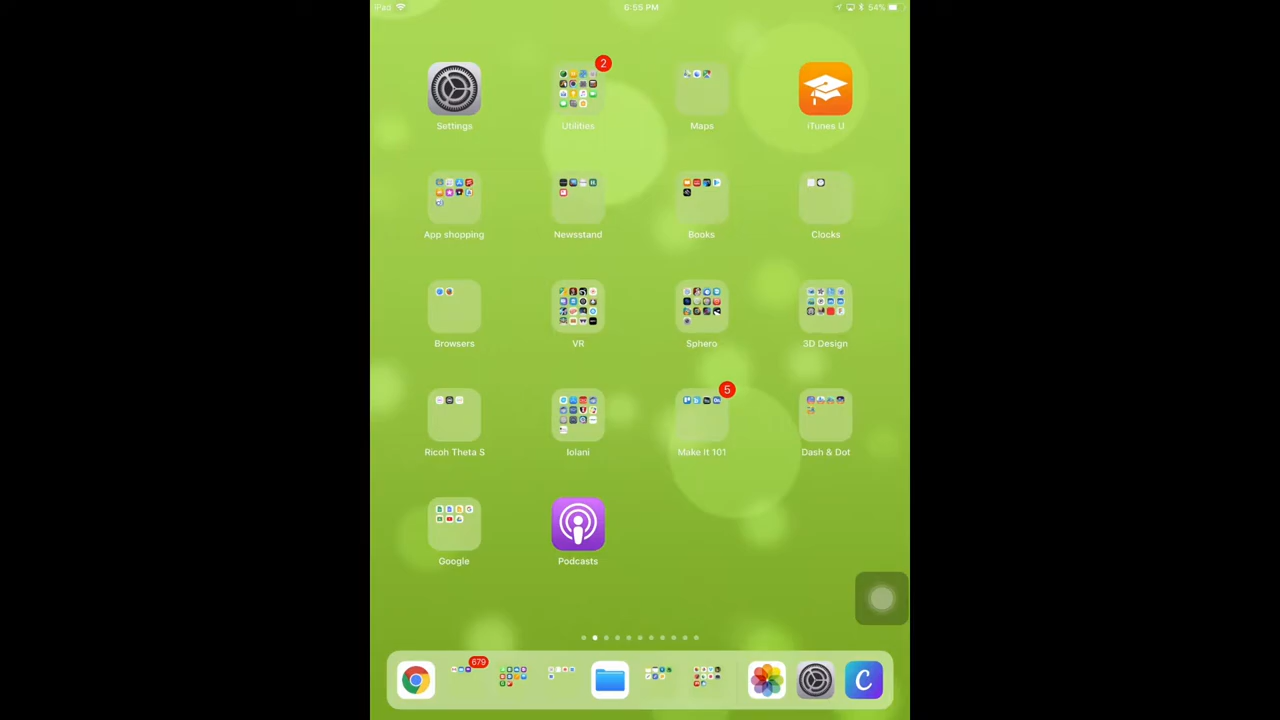 iPad 6:55 PM 54%
2
Settings Utilities Maps iTunes U
App shopping Newsstand Books Clocks
Browsers VR Sphero 3D Design
5
Ricoh Theta S Iolani Make It 101 Dash & Dot
Google Podcasts
679
C